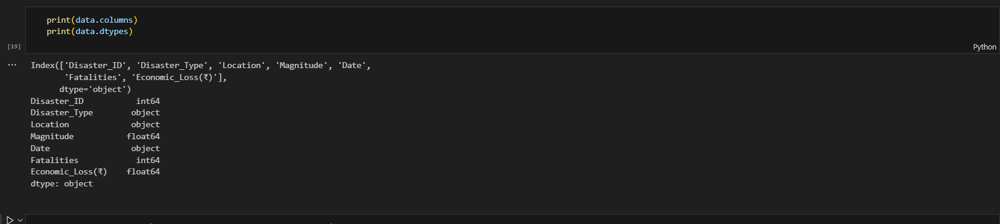 print(data.columns)
print(data.dtypes)
[19]
Python
... Index(['Disaster_ID', 'Disaster_Type', 'Location', 'Magnitude', 'Date',
'Fatalities', 'Economic_Loss(₹)'],
dtype='object')
Disaster_ID int64
Disaster_Type object
Location object
Magnitude float64
Date object
Fatalities int64
Economic_Loss(₹) float64
dtype: object